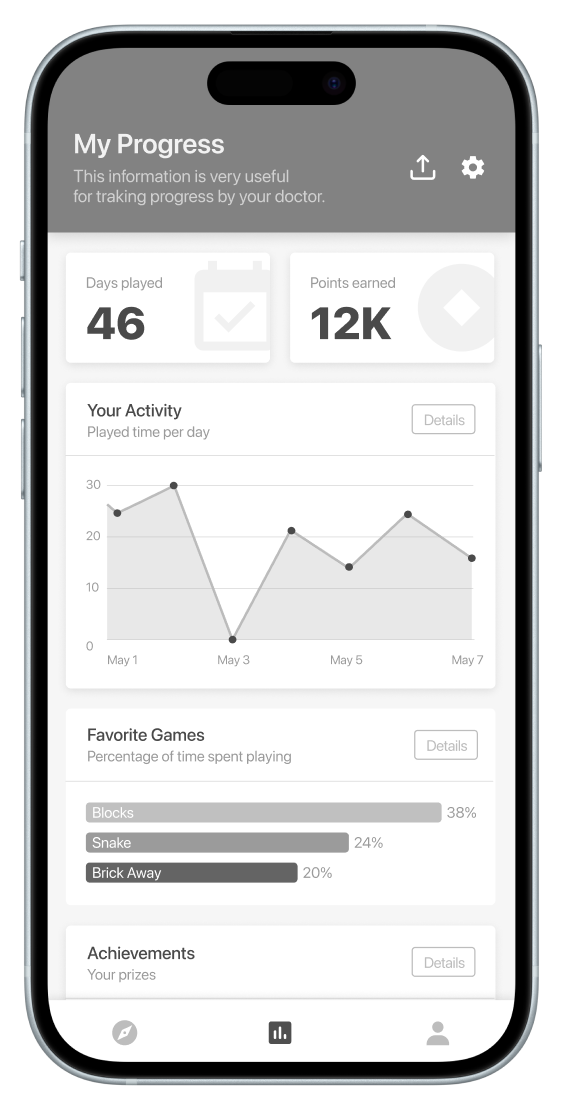 My Progress
This information is very useful
for traking progress by your doctor.
Days played
46
Points earned
12K
Your Activity
Played time per day
Details
30
20
10
0
May 1
May 3
May 5
May 7
Favorite Games
Percentage of time spent playing
Details
Blocks
38%
Snake
24%
Brick Away
20%
Achievements
Your prizes
Details